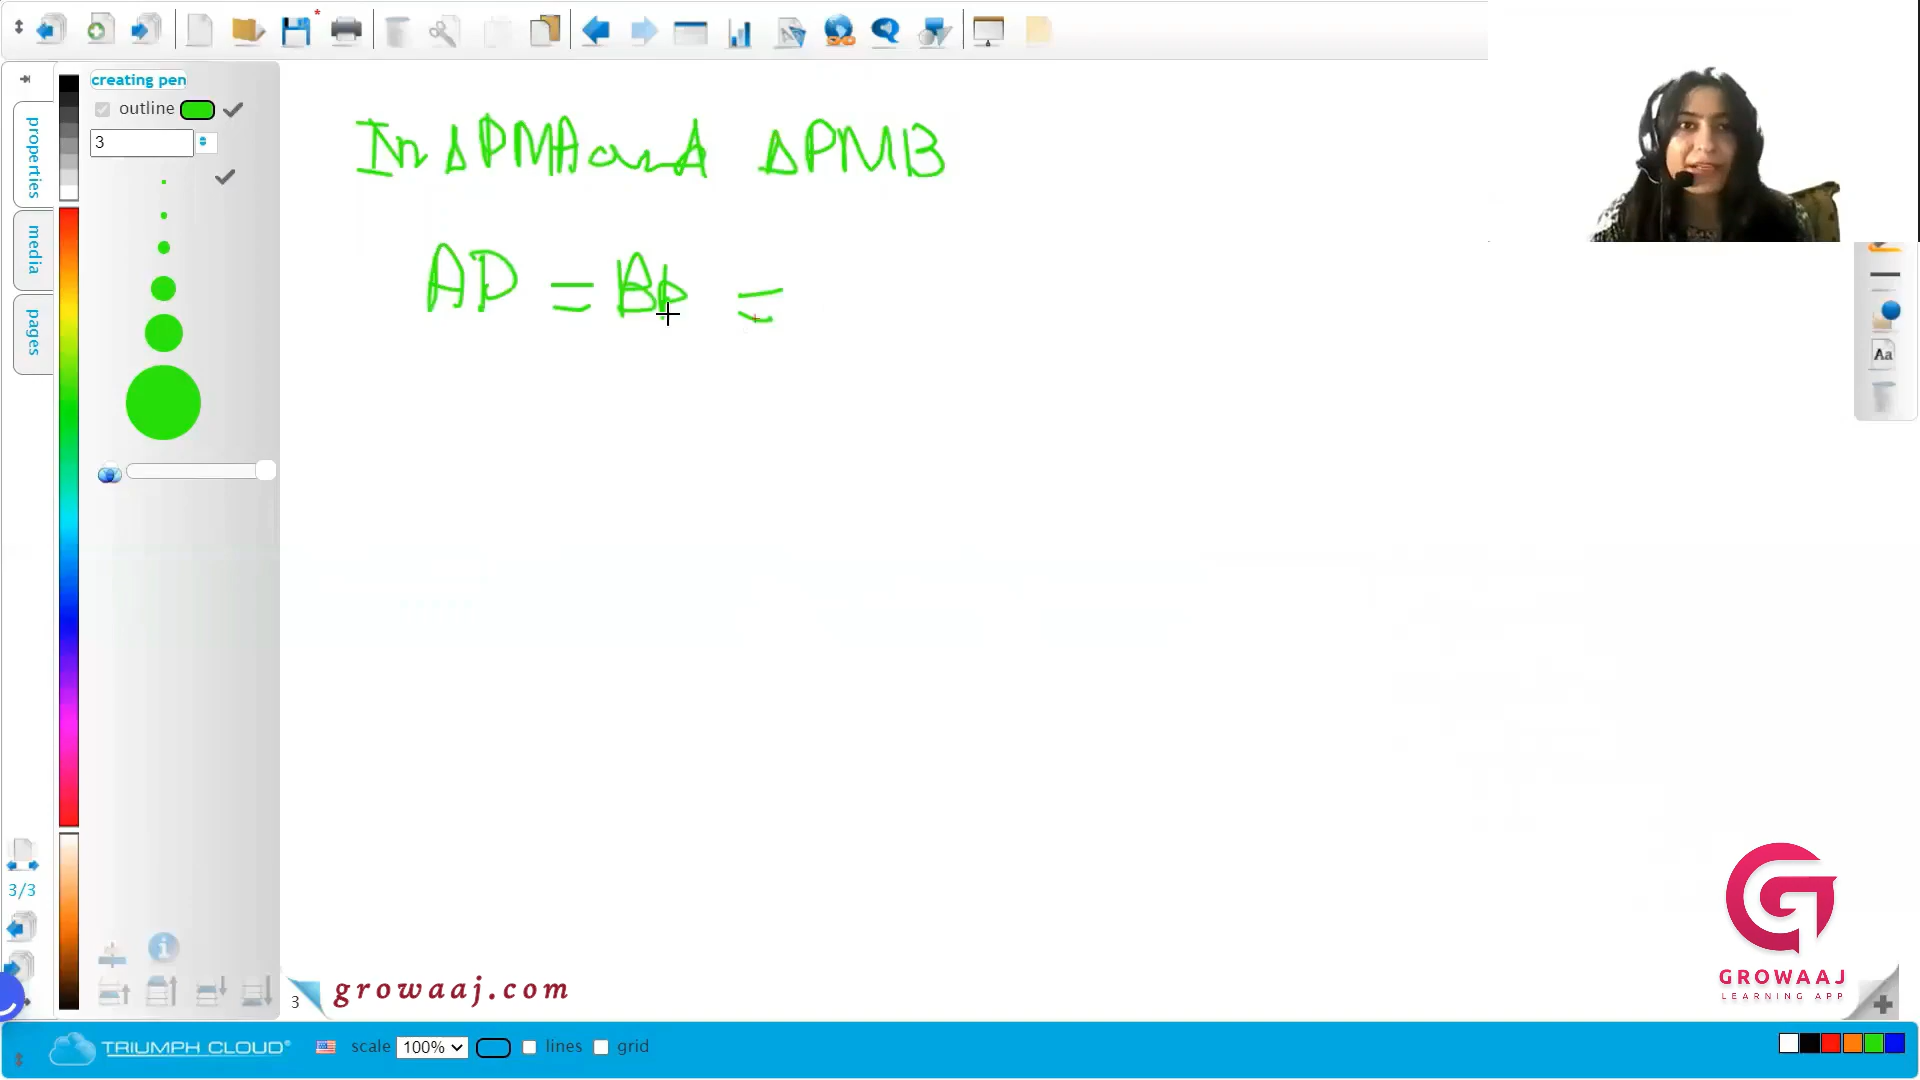 creating pen
outline
3
properties
media
pages
In ΔPMA and ΔPMB
AP = BP =
Aa
3/3
3
growaaj.com
GROWAAJ
LEARNING APP
TRIUMPH CLOUD
scale 100% lines grid